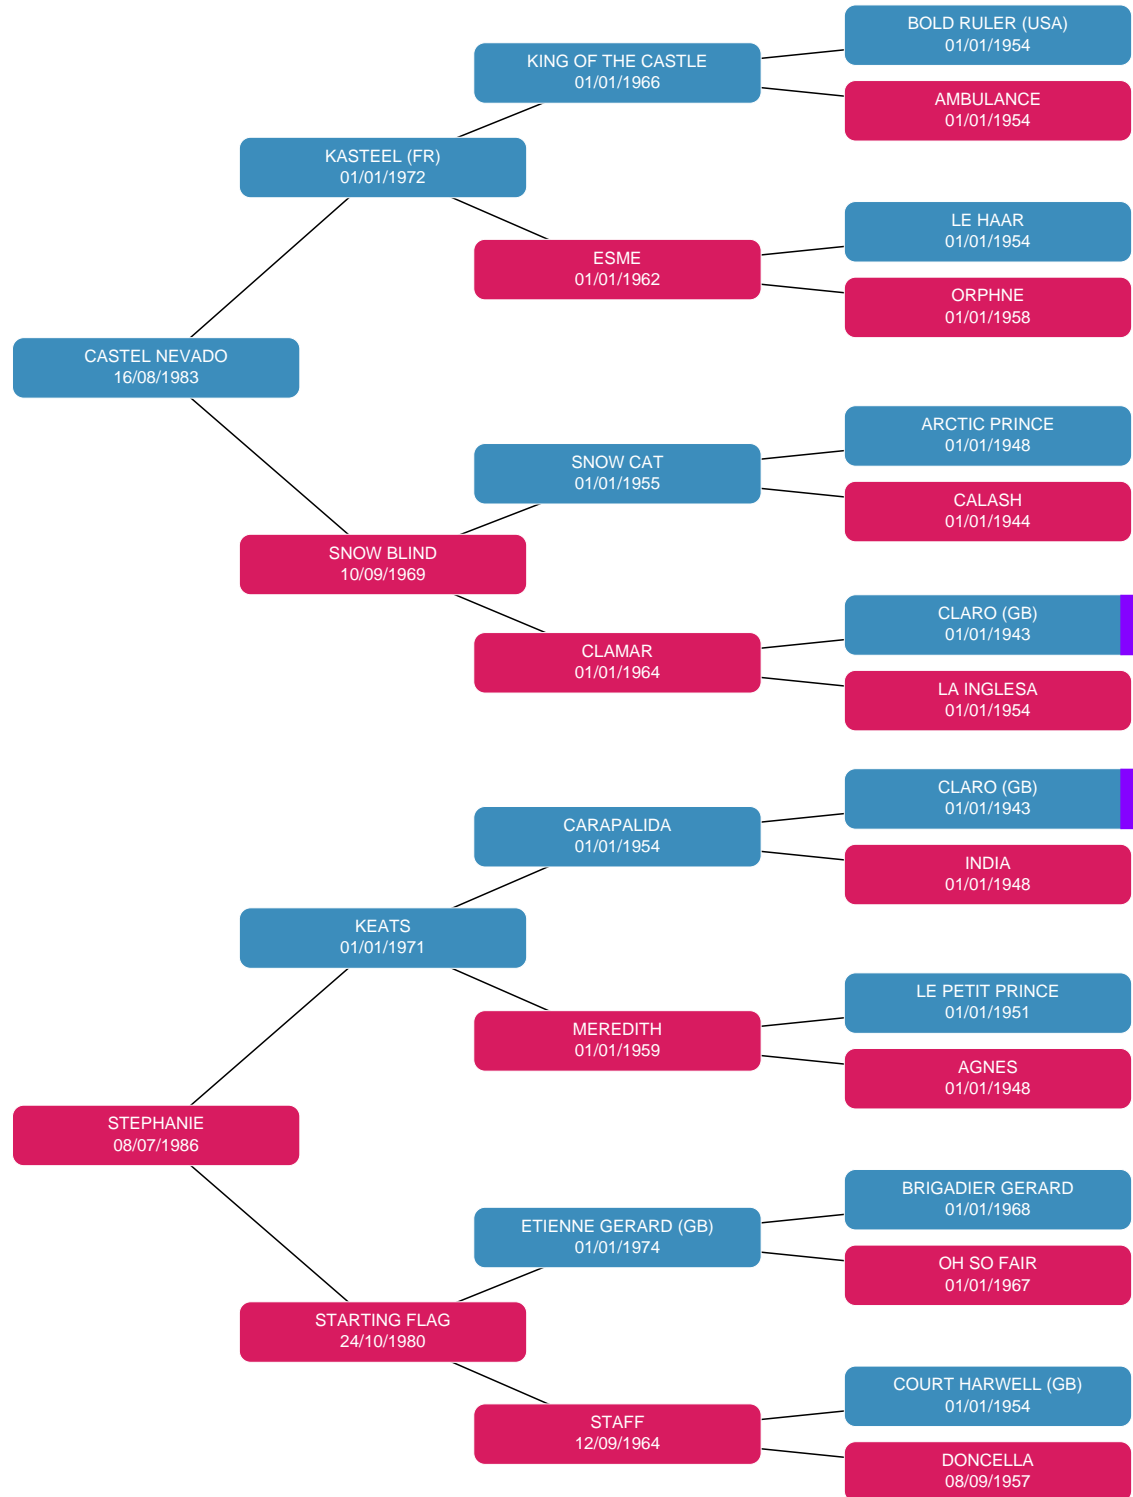 BOLD RULER (USA)
01/01/1954
KING OF THE CASTLE
01/01/1966
AMBULANCE
01/01/1954
KASTEEL (FR)
01/01/1972
LE HAAR
01/01/1954
ESME
01/01/1962
ORPHNE
01/01/1958
CASTEL NEVADO
16/08/1983
ARCTIC PRINCE
01/01/1948
SNOW CAT
01/01/1955
CALASH
01/01/1944
SNOW BLIND
10/09/1969
CLARO (GB)
01/01/1943
CLAMAR
01/01/1964
LA INGLESA
01/01/1954
CLARO (GB)
01/01/1943
CARAPALIDA
01/01/1954
INDIA
01/01/1948
KEATS
01/01/1971
LE PETIT PRINCE
01/01/1951
MEREDITH
01/01/1959
AGNES
01/01/1948
STEPHANIE
08/07/1986
BRIGADIER GERARD
01/01/1968
ETIENNE GERARD (GB)
01/01/1974
OH SO FAIR
01/01/1967
STARTING FLAG
24/10/1980
COURT HARWELL (GB)
01/01/1954
STAFF
12/09/1964
DONCELLA
08/09/1957